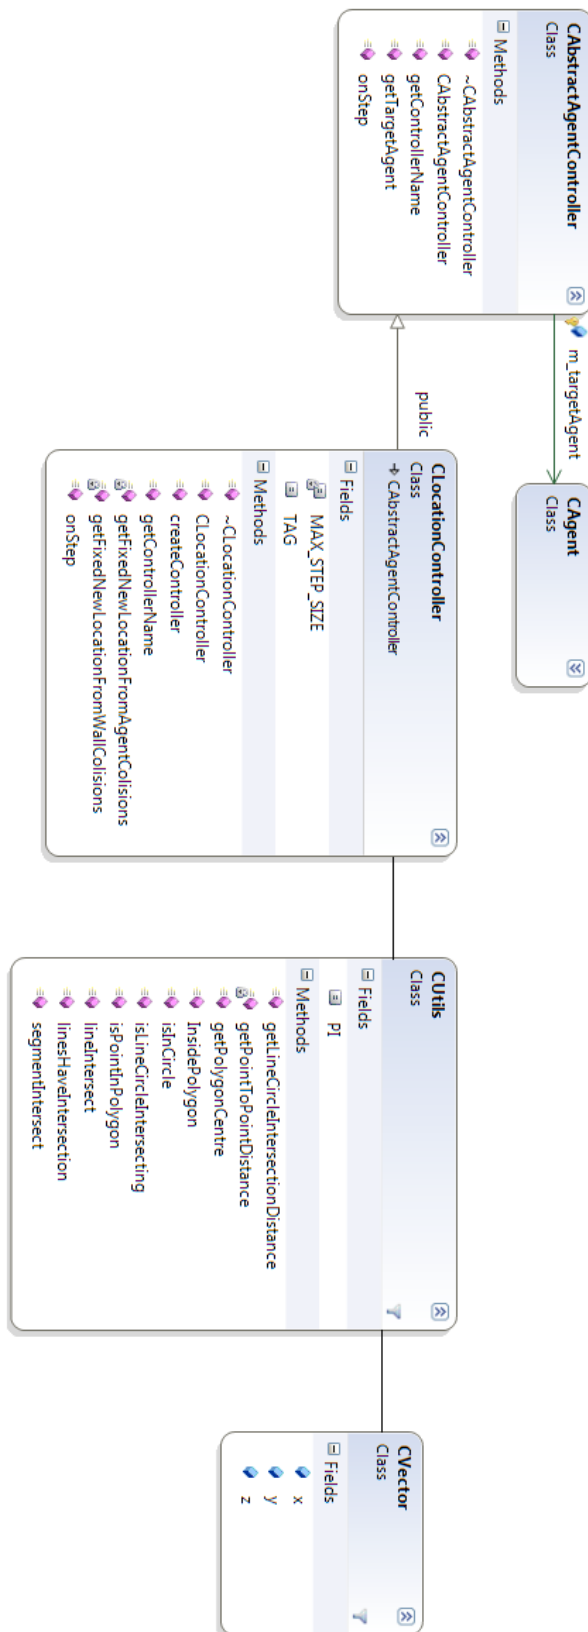 CAbstractAgentController
Class
Methods
~CAbstractAgentController
CAbstractAgentController
getControllerName
getTargetAgent
onStep
m_targetAgent
CAgent
Class
public
CLocationController
Class
CAbstractAgentController
Fields
MAX_STEP_SIZE
TAG
Methods
~CLocationController
CLocationController
createController
getControllerName
getFixedNewLocationFromAgentColisions
getFixedNewLocationFromWallColisions
onStep
CUtils
Class
Fields
PI
Methods
getLineCircleIntersectionDistance
getPointToPointDistance
getPolygonCentre
InsidePolygon
isInCircle
isLineCircleIntersecting
isPointInPolygon
lineIntersect
linesHaveIntersection
segmentIntersect
CVector
Class
Fields
x
y
z